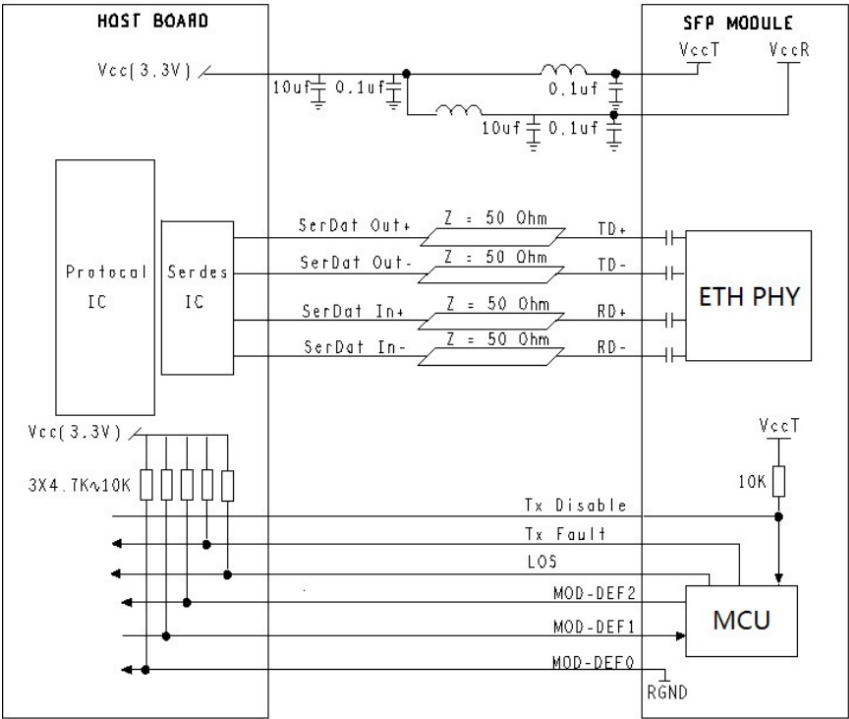 HOST BOARD
SFP MODULE
VccT
VccR
Vcc(3.3V)
10uf
0.1uf
0.1uf
10uf
0.1uf
SerDat Out+
Z = 50 Ohm
TD+
SerDat Out-
Z = 50 Ohm
TD-
Protocal
IC
Serdes
IC
ETH PHY
SerDat In+
Z = 50 Ohm
RD+
SerDat In-
Z = 50 Ohm
RD-
Vcc(3.3V)
VccT
3X4.7K~10K
10K
Tx Disable
Tx Fault
LOS
MOD-DEF2
MCU
MOD-DEF1
MOD-DEF0
RGND